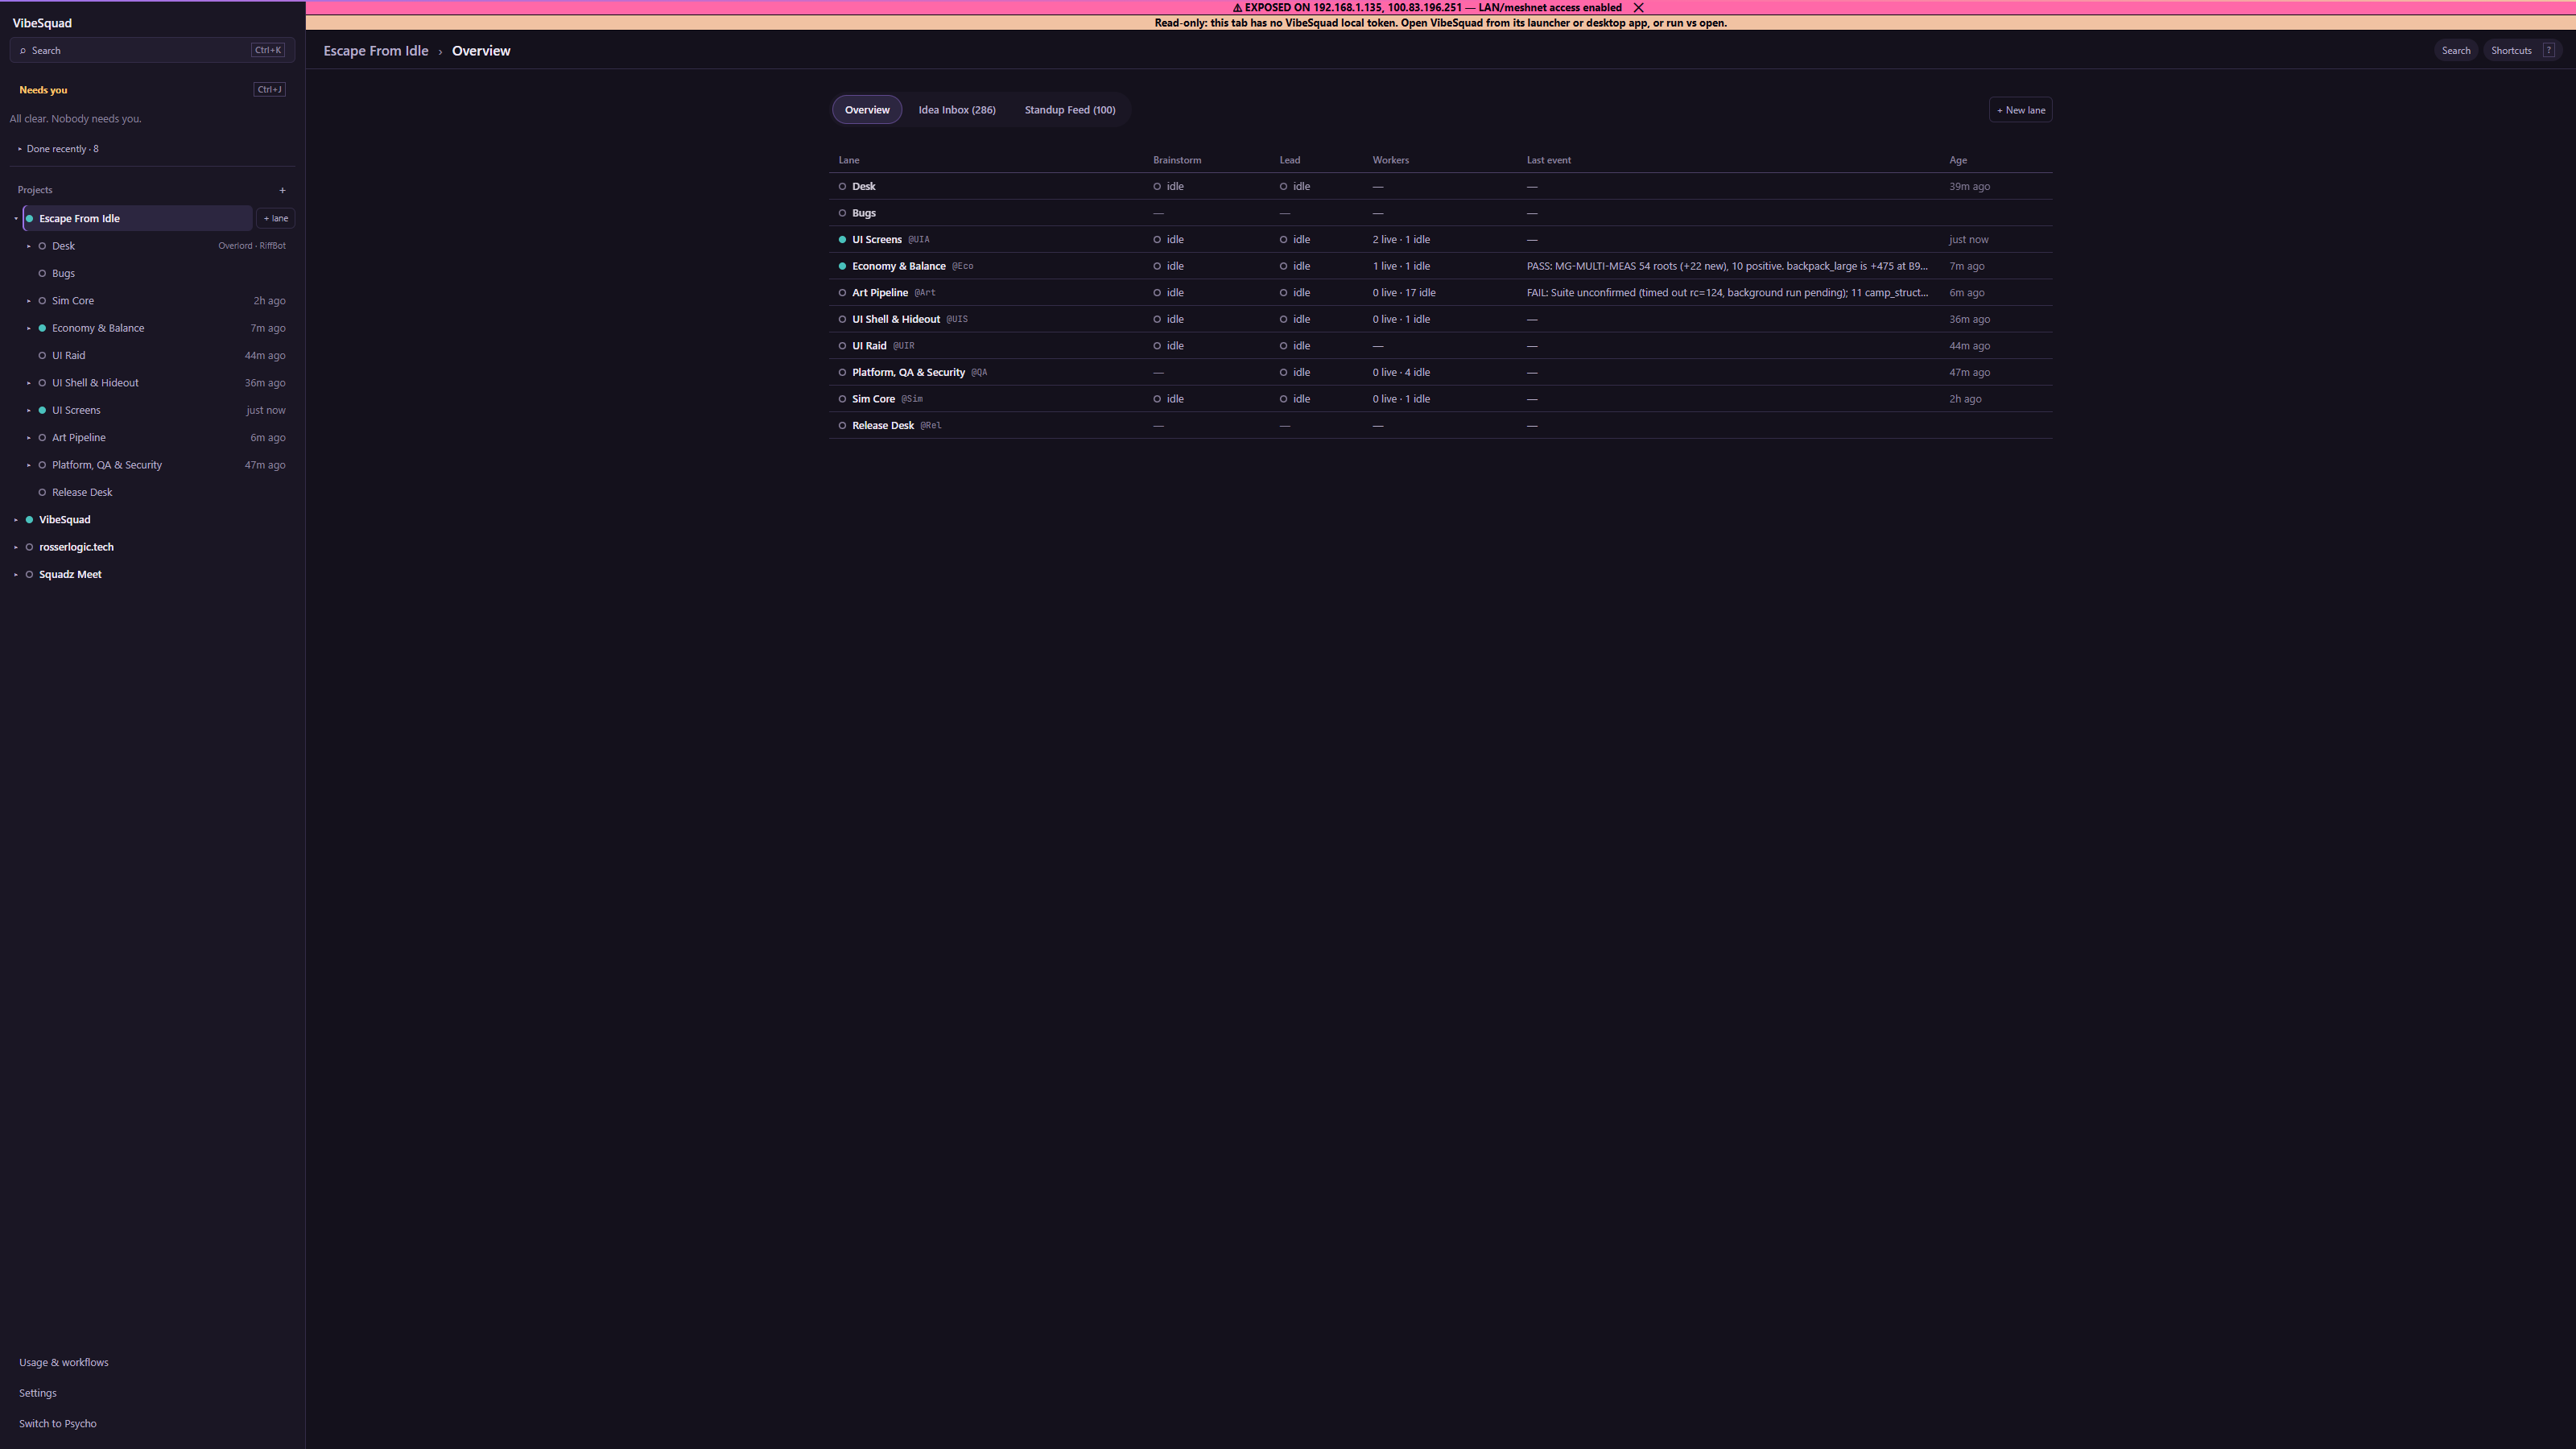 VibeSquad
Search Ctrl+K
Needs you Ctrl+J
All clear. Nobody needs you.
Done recently · 8
Projects +
Escape From Idle + lane
Desk Overlord · RiffBot
Bugs
Sim Core 2h ago
Economy & Balance 7m ago
UI Raid 44m ago
UI Shell & Hideout 36m ago
UI Screens just now
Art Pipeline 6m ago
Platform, QA & Security 47m ago
Release Desk
VibeSquad
rosserlogic.tech
Squadz Meet
Usage & workflows
Settings
Switch to Psycho
⚠ EXPOSED ON 192.168.1.135, 100.83.196.251 — LAN/meshnet access enabled
Read-only: this tab has no VibeSquad local token. Open VibeSquad from its launcher or desktop app, or run vs open.
Escape From Idle › Overview Search Shortcuts ?
Overview Idea Inbox (286) Standup Feed (100) + New lane
Lane Brainstorm Lead Workers Last event Age
Desk idle idle — — 39m ago
Bugs — — — —
UI Screens @UIA idle idle 2 live · 1 idle — just now
Economy & Balance @Eco idle idle 1 live · 1 idle PASS: MG-MULTI-MEAS 54 roots (+22 new), 10 positive. backpack_large is +475 at B9... 7m ago
Art Pipeline @Art idle idle 0 live · 17 idle FAIL: Suite unconfirmed (timed out rc=124, background run pending); 11 camp_struct... 6m ago
UI Shell & Hideout @UIS idle idle 0 live · 1 idle — 36m ago
UI Raid @UIR idle idle — — 44m ago
Platform, QA & Security @QA — idle 0 live · 4 idle — 47m ago
Sim Core @Sim idle idle 0 live · 1 idle — 2h ago
Release Desk @Rel — — — —